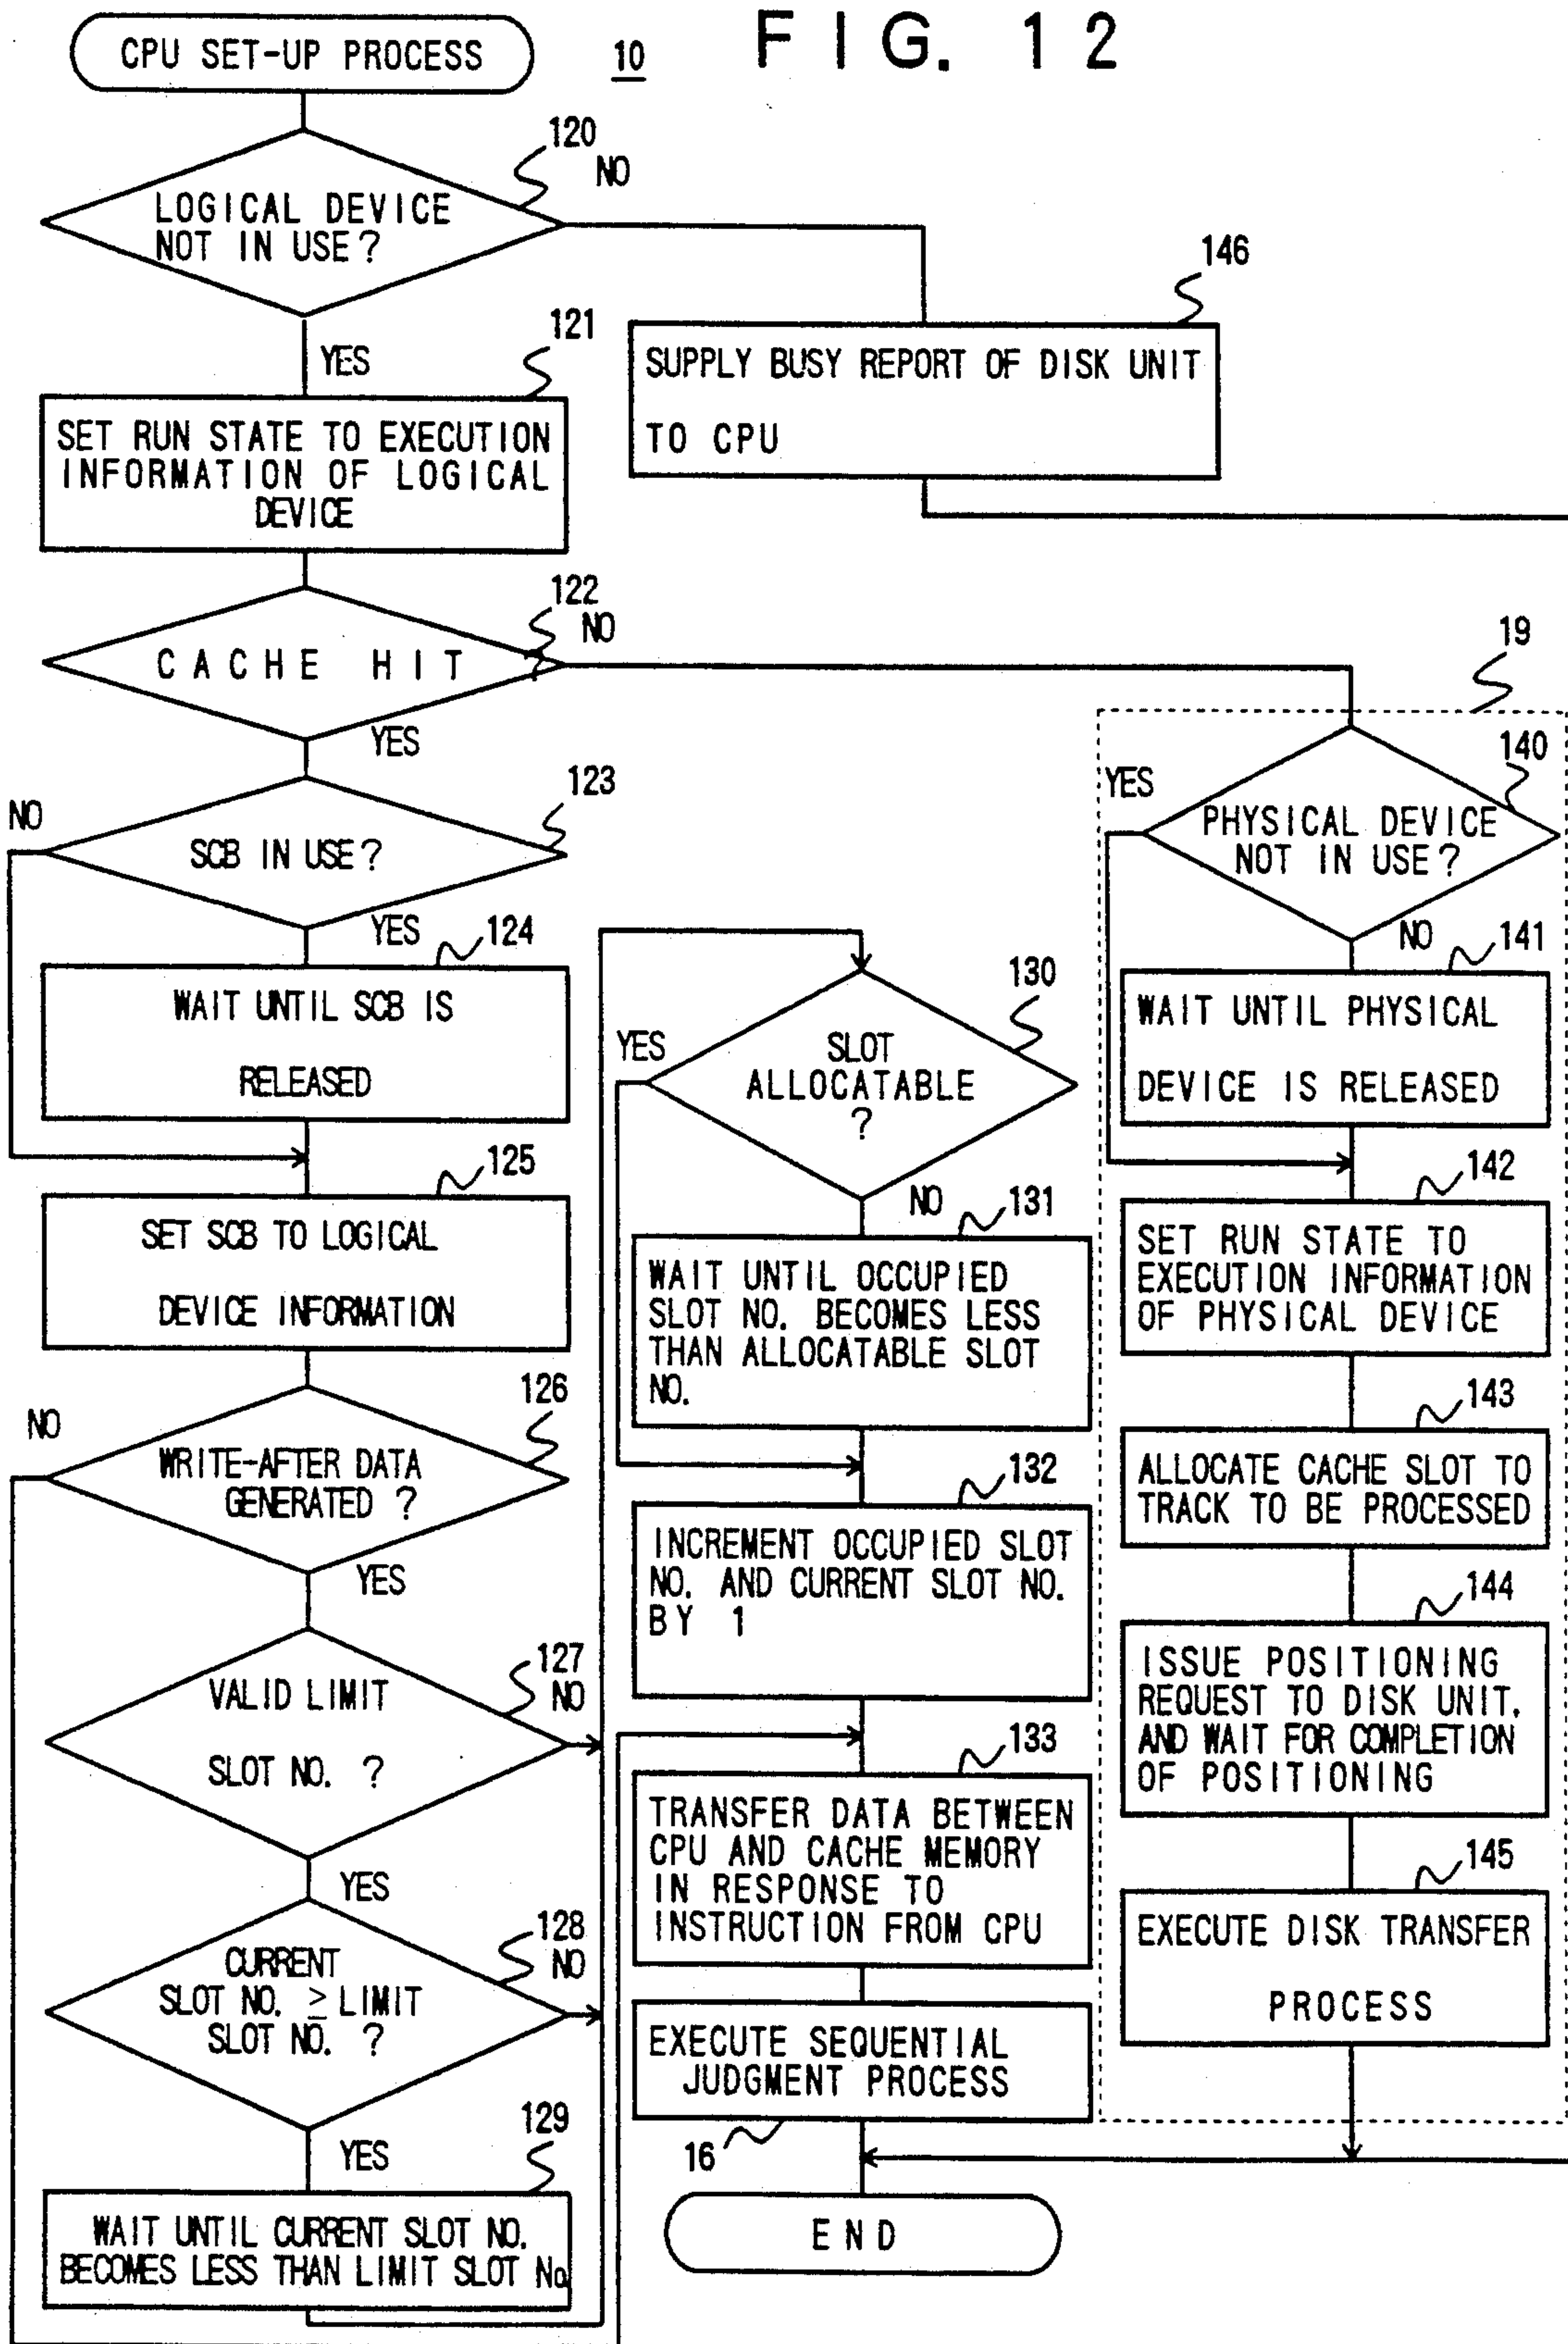 FIG. 12
10
CPU SET-UP PROCESS
120
LOGICAL DEVICE
NOT IN USE?
NO
YES
146
SUPPLY BUSY REPORT OF DISK UNIT
TO CPU
121
SET RUN STATE TO EXECUTION
INFORMATION OF LOGICAL
DEVICE
122
CACHE HIT
NO
YES
123
SCB IN USE?
NO
YES
124
WAIT UNTIL SCB IS
RELEASED
125
SET SCB TO LOGICAL
DEVICE INFORMATION
126
WRITE-AFTER DATA
GENERATED ?
NO
YES
127
VALID LIMIT
SLOT NO. ?
NO
YES
128
CURRENT
SLOT NO. ≥ LIMIT
SLOT NO. ?
NO
YES
129
WAIT UNTIL CURRENT SLOT NO.
BECOMES LESS THAN LIMIT SLOT No.
130
SLOT
ALLOCATABLE
?
YES
NO
131
WAIT UNTIL OCCUPIED
SLOT NO. BECOMES LESS
THAN ALLOCATABLE SLOT
NO.
132
INCREMENT OCCUPIED SLOT
NO. AND CURRENT SLOT NO.
BY 1
133
TRANSFER DATA BETWEEN
CPU AND CACHE MEMORY
IN RESPONSE TO
INSTRUCTION FROM CPU
EXECUTE SEQUENTIAL
JUDGMENT PROCESS
16
END
19
140
PHYSICAL DEVICE
NOT IN USE?
YES
NO
141
WAIT UNTIL PHYSICAL
DEVICE IS RELEASED
142
SET RUN STATE TO
EXECUTION INFORMATION
OF PHYSICAL DEVICE
143
ALLOCATE CACHE SLOT TO
TRACK TO BE PROCESSED
144
ISSUE POSITIONING
REQUEST TO DISK UNIT,
AND WAIT FOR COMPLETION
OF POSITIONING
145
EXECUTE DISK TRANSFER
PROCESS